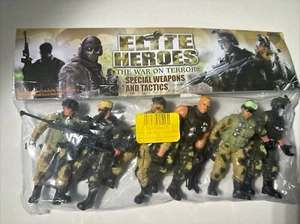 ELITE
HEROES
THE WAR ON TERROR
SPECIAL WEAPONS
AND TACTICS